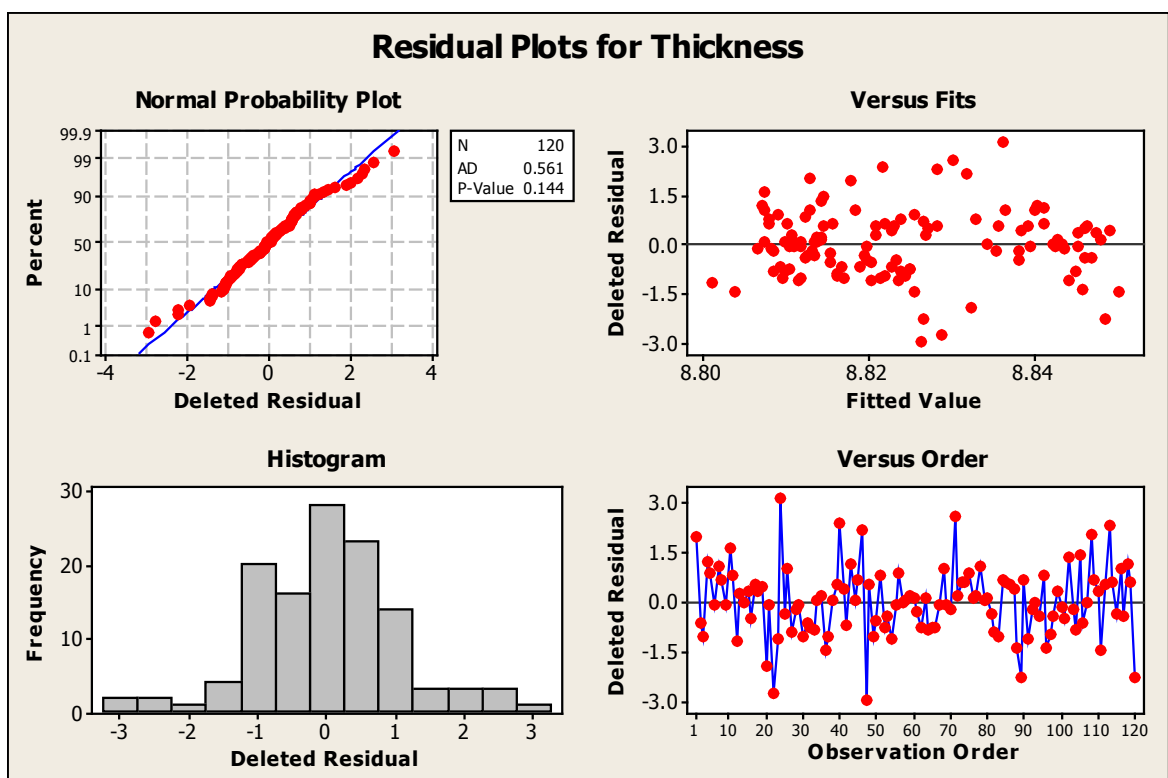 Residual Plots for Thickness
Normal Probability Plot
99.9
99
90
50
10
1
0.1
Percent
-4 -2 0 2 4
Deleted Residual
N 120
AD 0.561
P-Value 0.144
Versus Fits
3.0
1.5
0.0
-1.5
-3.0
Deleted Residual
8.80 8.82 8.84
Fitted Value
Histogram
30
20
10
0
Frequency
-3 -2 -1 0 1 2 3
Deleted Residual
Versus Order
3.0
1.5
0.0
-1.5
-3.0
Deleted Residual
1 10 20 30 40 50 60 70 80 90 100 110 120
Observation Order